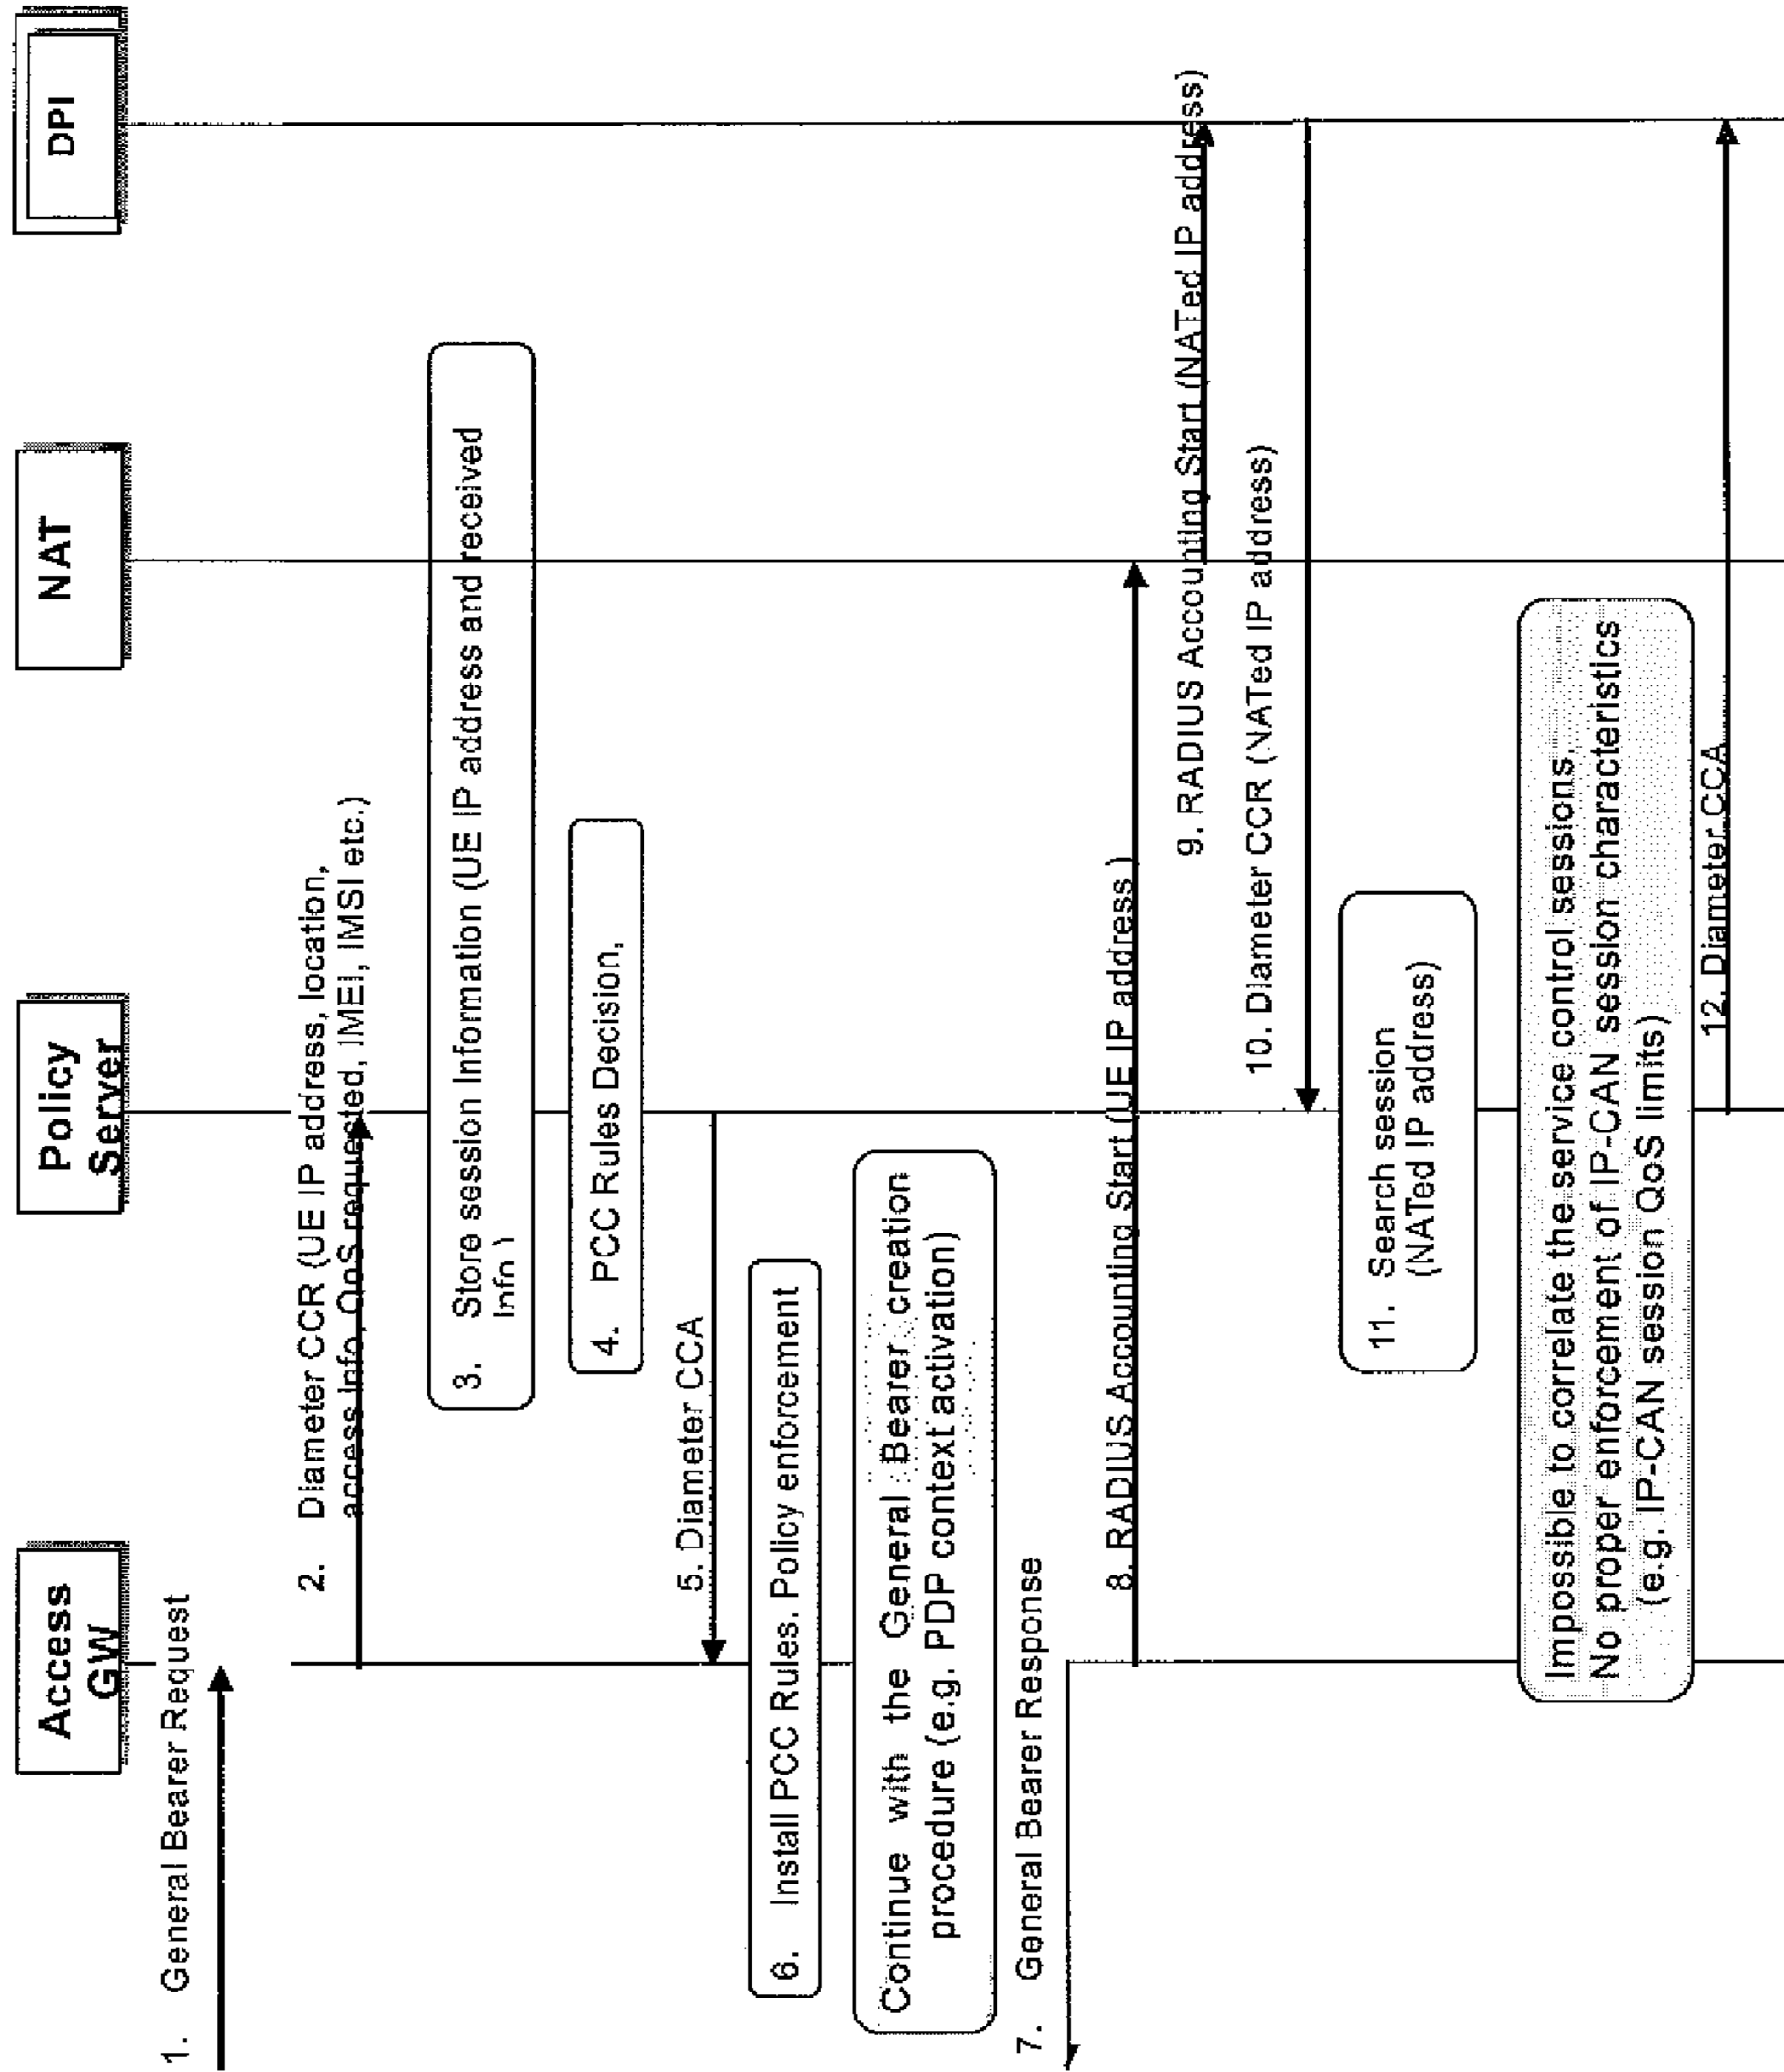 Access
GW
Policy
Server
NAT
DPI
1. General Bearer Request
2. Diameter CCR (UE IP address, location,
access Info, QoS requested, IMEI, IMSI etc.)
3. Store session Information (UE IP address and received
Info)
4. PCC Rules Decision,
5. Diameter CCA
6. Install PCC Rules. Policy enforcement
Continue with the General Bearer creation
procedure (e.g. PDP context activation)
7. General Bearer Response
8. RADIUS Accounting Start (UE IP address)
9. RADIUS Accounting Start (NATed IP address)
10. Diameter CCR (NATed IP address)
11. Search session
(NATed IP address)
Impossible to correlate the service control sessions.
No proper enforcement of IP-CAN session characteristics
(e.g. IP-CAN session QoS limits)
12. Diameter CCA